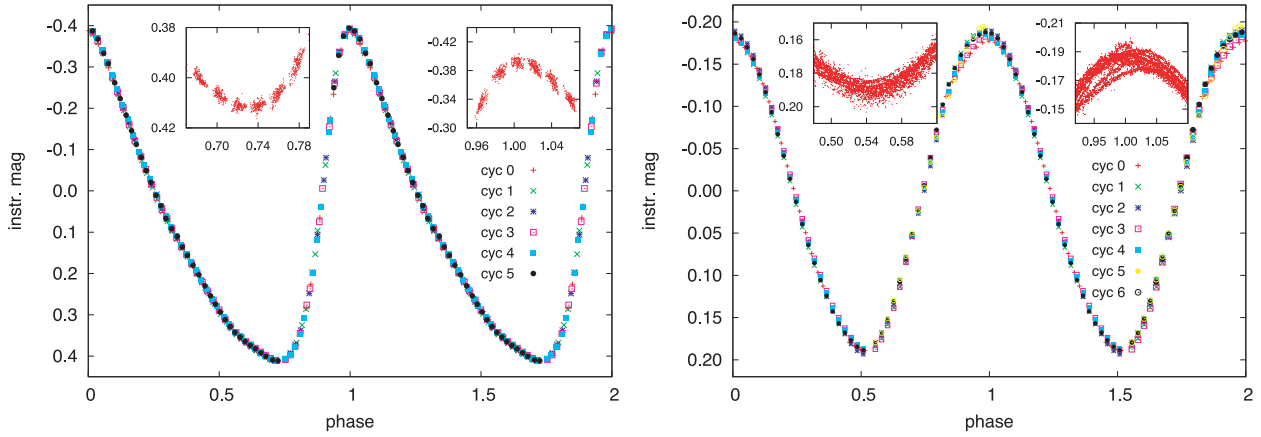 -0.4
-0.3
-0.2
-0.1
0.0
0.1
0.2
0.3
0.4
instr. mag
0 0.5 1 1.5 2
phase
0.38
0.40
0.42
0.70 0.74 0.78
-0.42
-0.38
-0.34
-0.30
0.96 1.00 1.04
cyc 0
cyc 1
cyc 2
cyc 3
cyc 4
cyc 5
-0.20
-0.15
-0.10
-0.05
0.00
0.05
0.10
0.15
0.20
instr. mag
0 0.5 1 1.5 2
phase
0.16
0.18
0.20
0.50 0.54 0.58
-0.21
-0.19
-0.17
-0.15
0.95 1.00 1.05
cyc 0
cyc 1
cyc 2
cyc 3
cyc 4
cyc 5
cyc 6